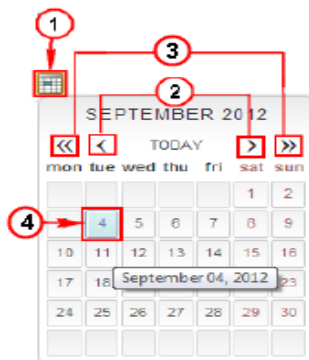 1
3
2
SEPTEMBER 2012
« ‹ TODAY › »
mon tue wed thu fri sat sun
1 2
4 4 5 6 7 8 9
10 11 12 13 14 15 16
17 18 September 04, 2012 23
24 25 26 27 28 29 30